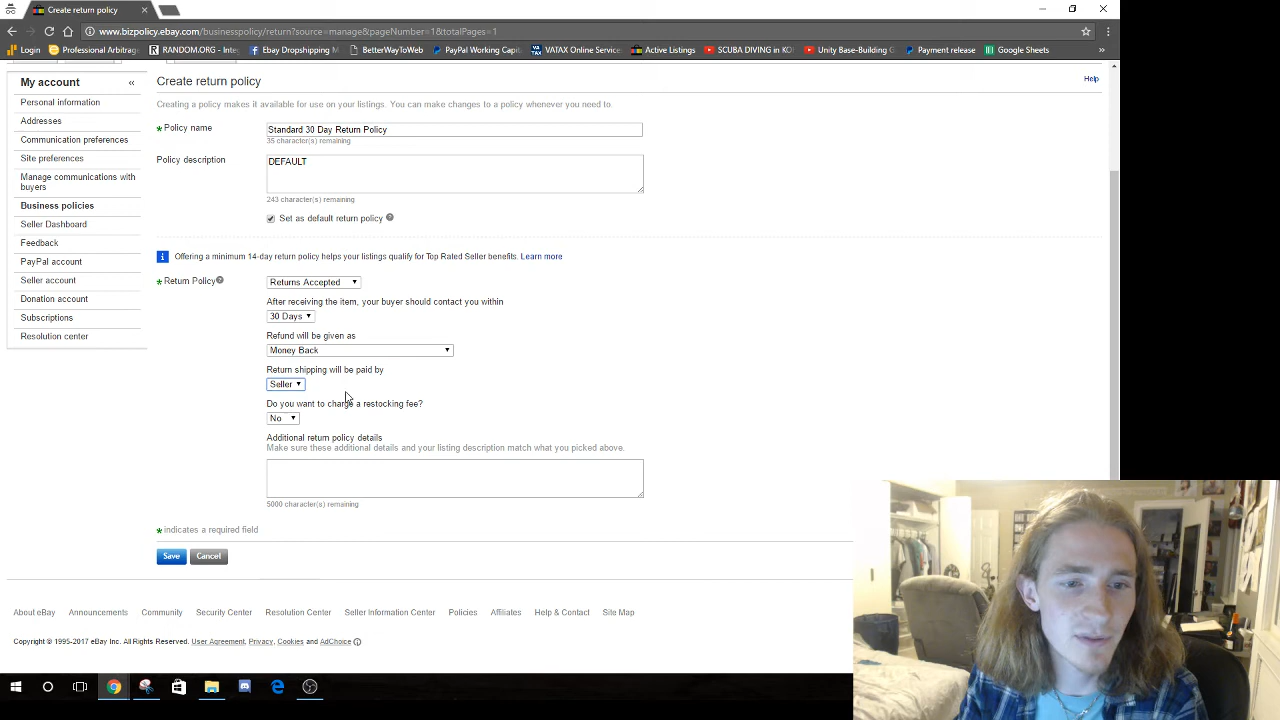 Create return policy
www.bizpolicy.ebay.com/businesspolicy/return?source=manage&pageNumber=1&totalPages=1
Login
Professional Arbitrage
RANDOM.ORG - Integ
Ebay Dropshipping M
BetterWayToWeb
PayPal Working Capit
VATAX Online Service
Active Listings
SCUBA DIVING in KO
Unity Base-Building G
Payment release
Google Sheets
»
My account «
Personal information
Addresses
Communication preferences
Site preferences
Manage communications with
buyers
Business policies
Seller Dashboard
Feedback
PayPal account
Seller account
Donation account
Subscriptions
Resolution center
Create return policy
Help
Creating a policy makes it available for use on your listings. You can make changes to a policy whenever you need to
* Policy name
Standard 30 Day Return Policy
35 character(s) remaining
Policy description
DEFAULT
243 character(s) remaining
Set as default return policy ?
i Offering a minimum 14-day return policy helps your listings qualify for Top Rated Seller benefits. Learn more
* Return Policy ?
Returns Accepted
After receiving the item, your buyer should contact you within
30 Days
Refund will be given as
Money Back
Return shipping will be paid by
Seller
Do you want to charge a restocking fee?
No
Additional return policy details
Make sure these additional details and your listing description match what you picked above.
5000 character(s) remaining
* indicates a required field
Save Cancel
About eBay Announcements Community Security Center Resolution Center Seller Information Center Policies Affiliates Help & Contact Site Map
Copyright © 1995-2017 eBay Inc. All Rights Reserved. User Agreement, Privacy, Cookies and AdChoice